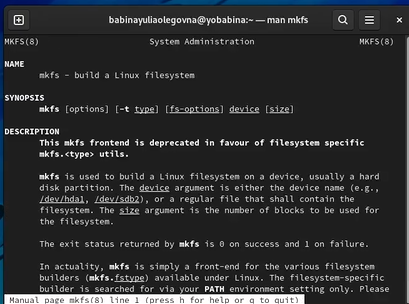 babinayuliaolegovna@yobabina:~ — man mkfs
MKFS(8) System Administration MKFS(8)
NAME
mkfs - build a Linux filesystem
SYNOPSIS
mkfs [options] [-t type] [fs-options] device [size]
DESCRIPTION
This mkfs frontend is deprecated in favour of filesystem specific
mkfs.<type> utils.
mkfs is used to build a Linux filesystem on a device, usually a hard
disk partition. The device argument is either the device name (e.g.,
/dev/hda1, /dev/sdb2), or a regular file that shall contain the
filesystem. The size argument is the number of blocks to be used for
the filesystem.
The exit status returned by mkfs is 0 on success and 1 on failure.
In actuality, mkfs is simply a front-end for the various filesystem
builders (mkfs.fstype) available under Linux. The filesystem-specific
builder is searched for via your PATH environment setting only. Please
Manual page mkfs(8) line 1 (press h for help or q to quit)